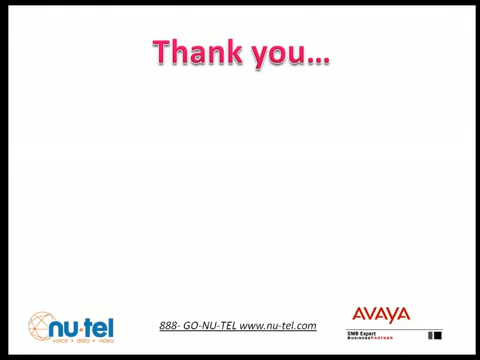 Thank you...
nu•tel
voice • data • video
888- GO-NU-TEL www.nu-tel.com
AVAYA
SMB Expert
BUSINESSPARTNER